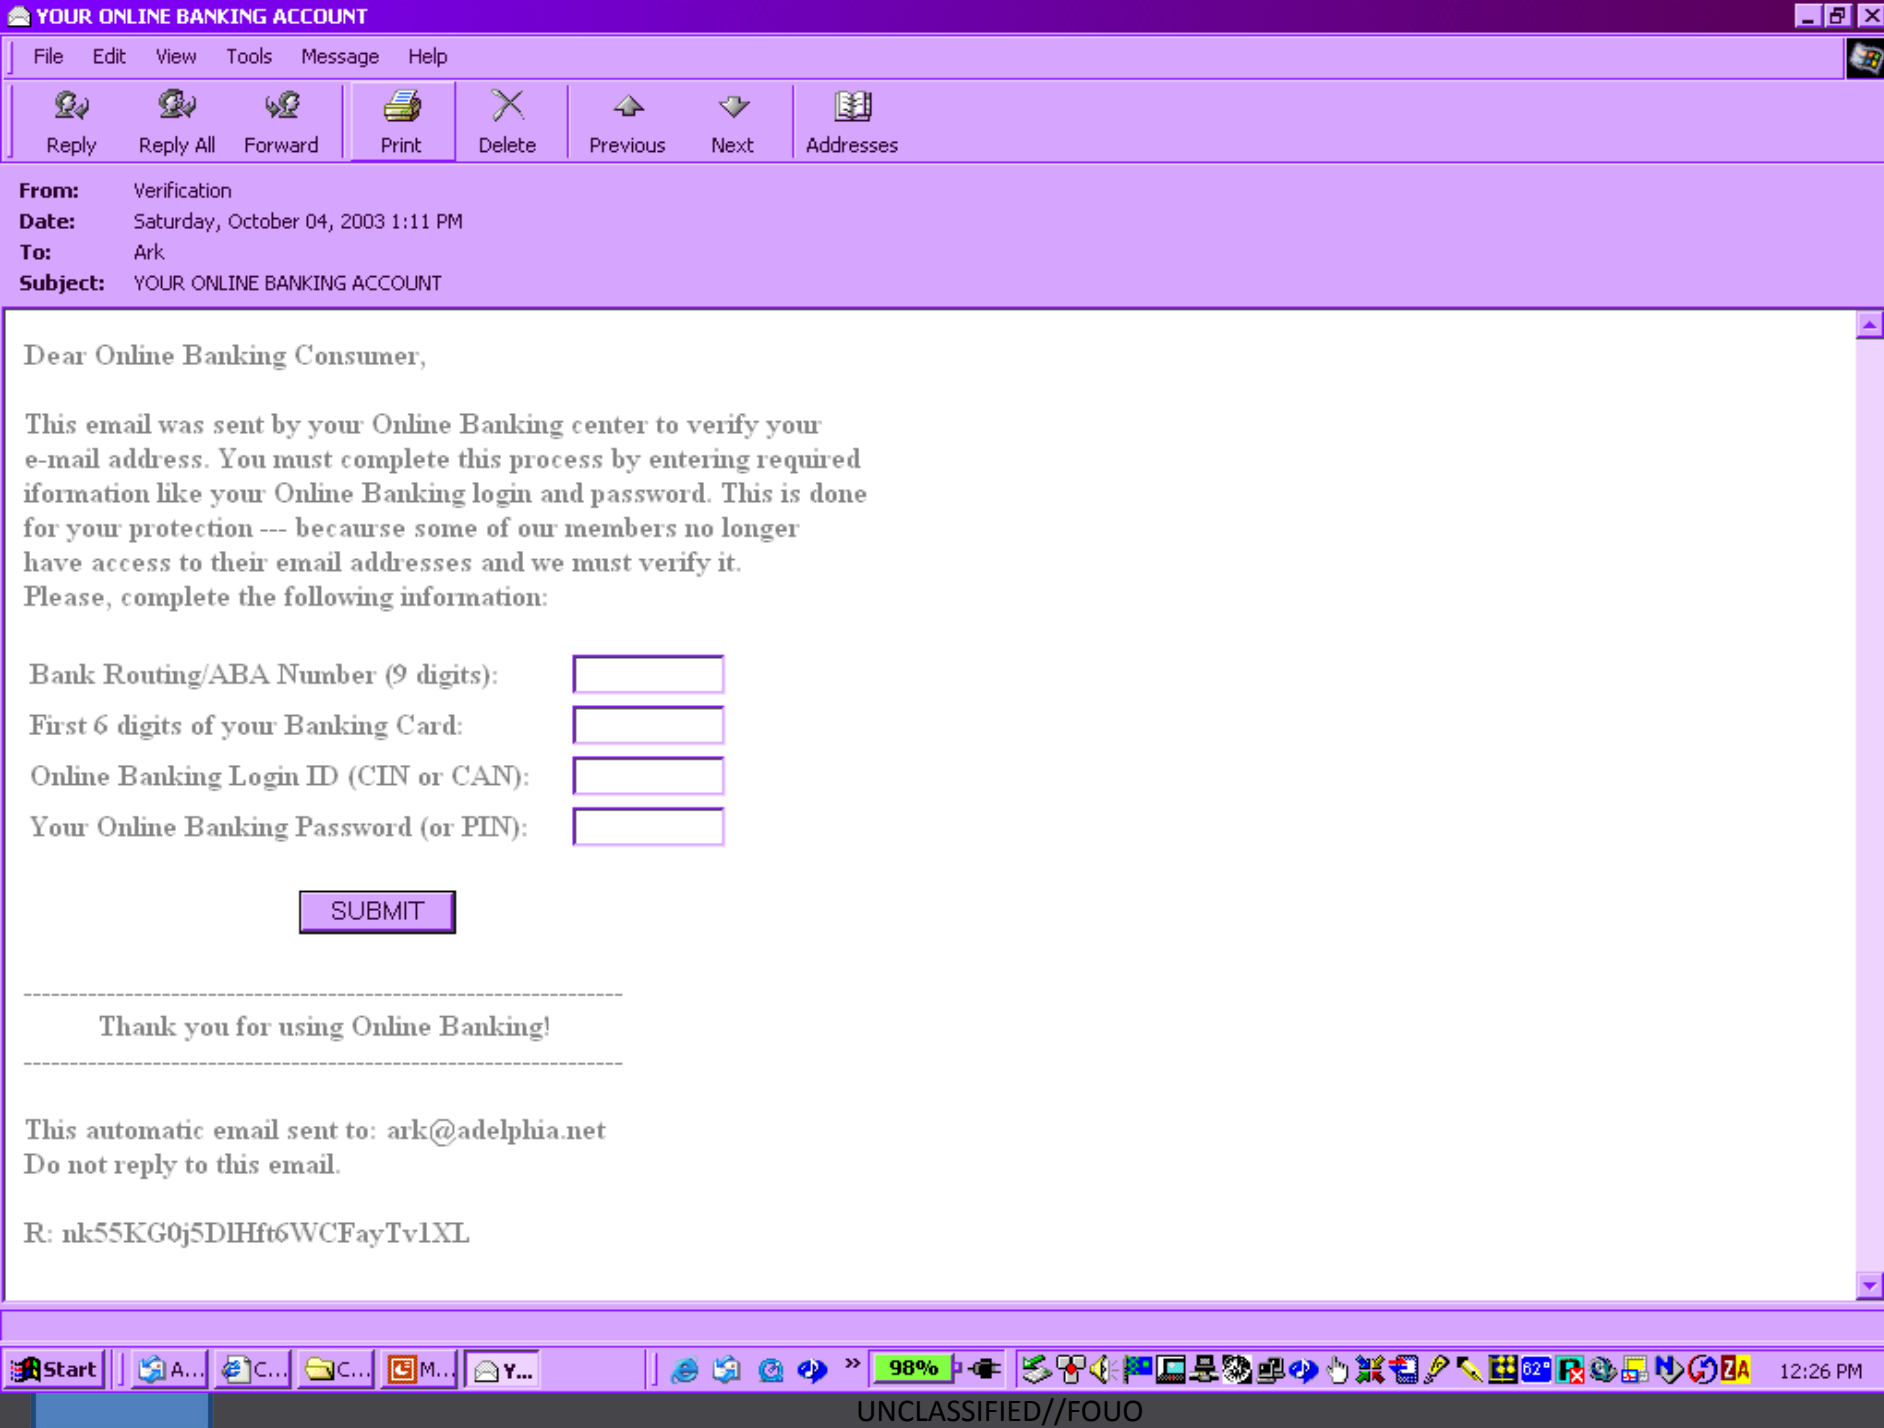 YOUR ONLINE BANKING ACCOUNT
File Edit View Tools Message Help
Reply Reply All Forward Print Delete Previous Next Addresses
From: Verification
Date: Saturday, October 04, 2003 1:11 PM
To: Ark
Subject: YOUR ONLINE BANKING ACCOUNT
Dear Online Banking Consumer,
This email was sent by your Online Banking center to verify your
e-mail address. You must complete this process by entering required
iformation like your Online Banking login and password. This is done
for your protection --- becaurse some of our members no longer
have access to their email addresses and we must verify it.
Please, complete the following information:
Bank Routing/ABA Number (9 digits):
First 6 digits of your Banking Card:
Online Banking Login ID (CIN or CAN):
Your Online Banking Password (or PIN):
SUBMIT
Thank you for using Online Banking!
This automatic email sent to: ark@adelphia.net
Do not reply to this email.
R: nk55KG0j5DlHft6WCFayTv1XL
Start A... C... C... M... Y... » 98% 62° ZA 12:26 PM
UNCLASSIFIED//FOUO